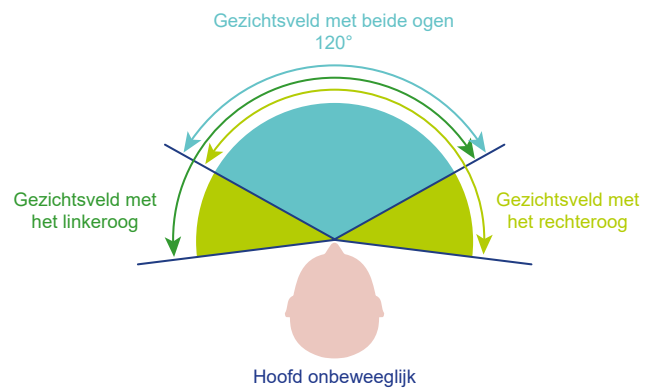 Gezichtsveld met beide ogen
120°
Gezichtsveld met
het linkeroog
Gezichtsveld met
het rechteroog
Hoofd onbeweeglijk